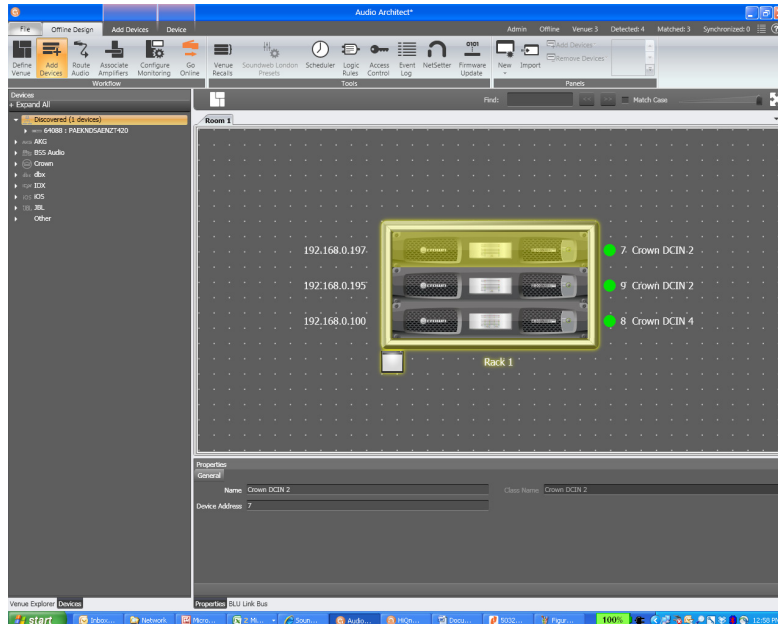 Audio Architect*
File Offline Design Add Devices Device
Admin Offline Venue: 3 Detected: 4 Matched: 3 Synchronized: 0
Define Venue
Add Devices
Route Audio
Associate Amplifiers
Configure Monitoring
Go Online
Venue Recalls
Soundweb London Presets
Scheduler
Logic Rules
Access Control
Event Log
NetSetter
0101
Firmware Update
New
Import
Add Devices
Remove Devices
Workflow Tools Panels
Devices
+ Expand All
Find: Match Case
Discovered (1 devices)
64088 : PAEKNDSAENZT420
AKG
BSS Audio
Crown
dbx
IDX
iOS
JBL
Other
Room 1
192.168.0.197 7 Crown DCIN 2
192.168.0.195 9 Crown DCIN 2
192.168.0.100 8 Crown DCIN 4
Rack 1
Properties
General
Name Crown DCIN 2 Class Name Crown DCIN 2
Device Address 7
Venue Explorer Devices
Properties BLU Link Bus
start Inbox... Network Micro... 2 Mi... Soun... Audio... HiQn... Docu... 5032... Figur... 100% 12:58 PM